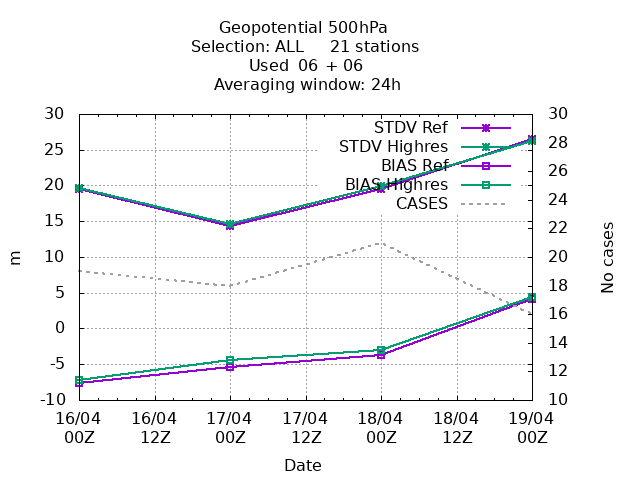 Geopotential 500hPa
Selection: ALL 21 stations
Used 06 + 06
Averaging window: 24h
30 30
STDV Ref
28
STDV Highres
25
26
BIAS Ref
20
BIAS Highres
24
CASES
15
22
10
20
m
No cases
5
18
0
16
14
-5
12
-10 10
16/04 16/04 17/04 17/04 18/04 18/04 19/04
00Z 12Z 00Z 12Z 00Z 12Z 00Z
Date